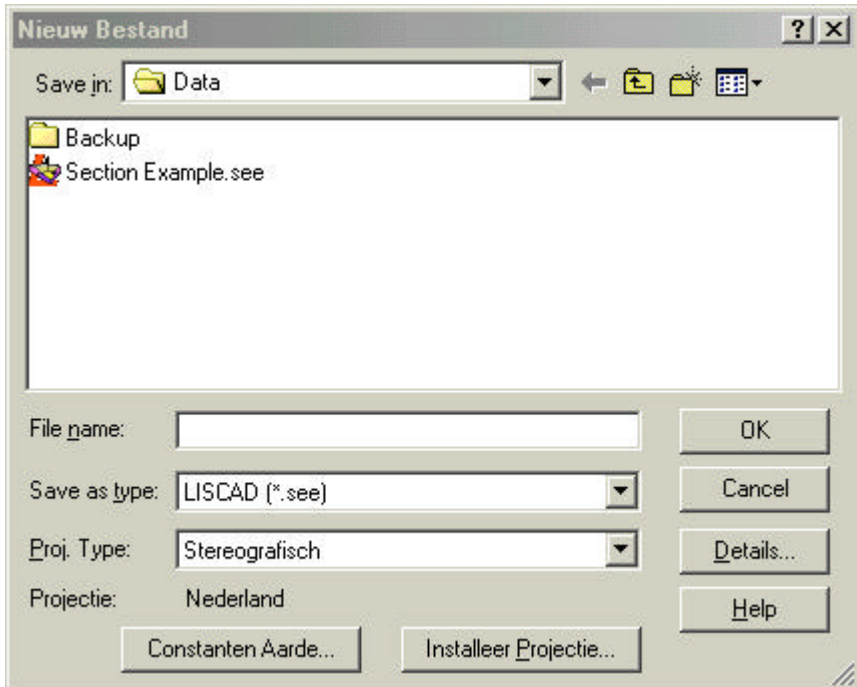 Nieuw Bestand
Save in: Data
Backup
Section Example.see
File name:
OK
Save as type: LISCAD (*.see)
Cancel
Proj. Type: Stereografisch
Details...
Projectie: Nederland
Help
Constanten Aarde... Installeer Projectie...